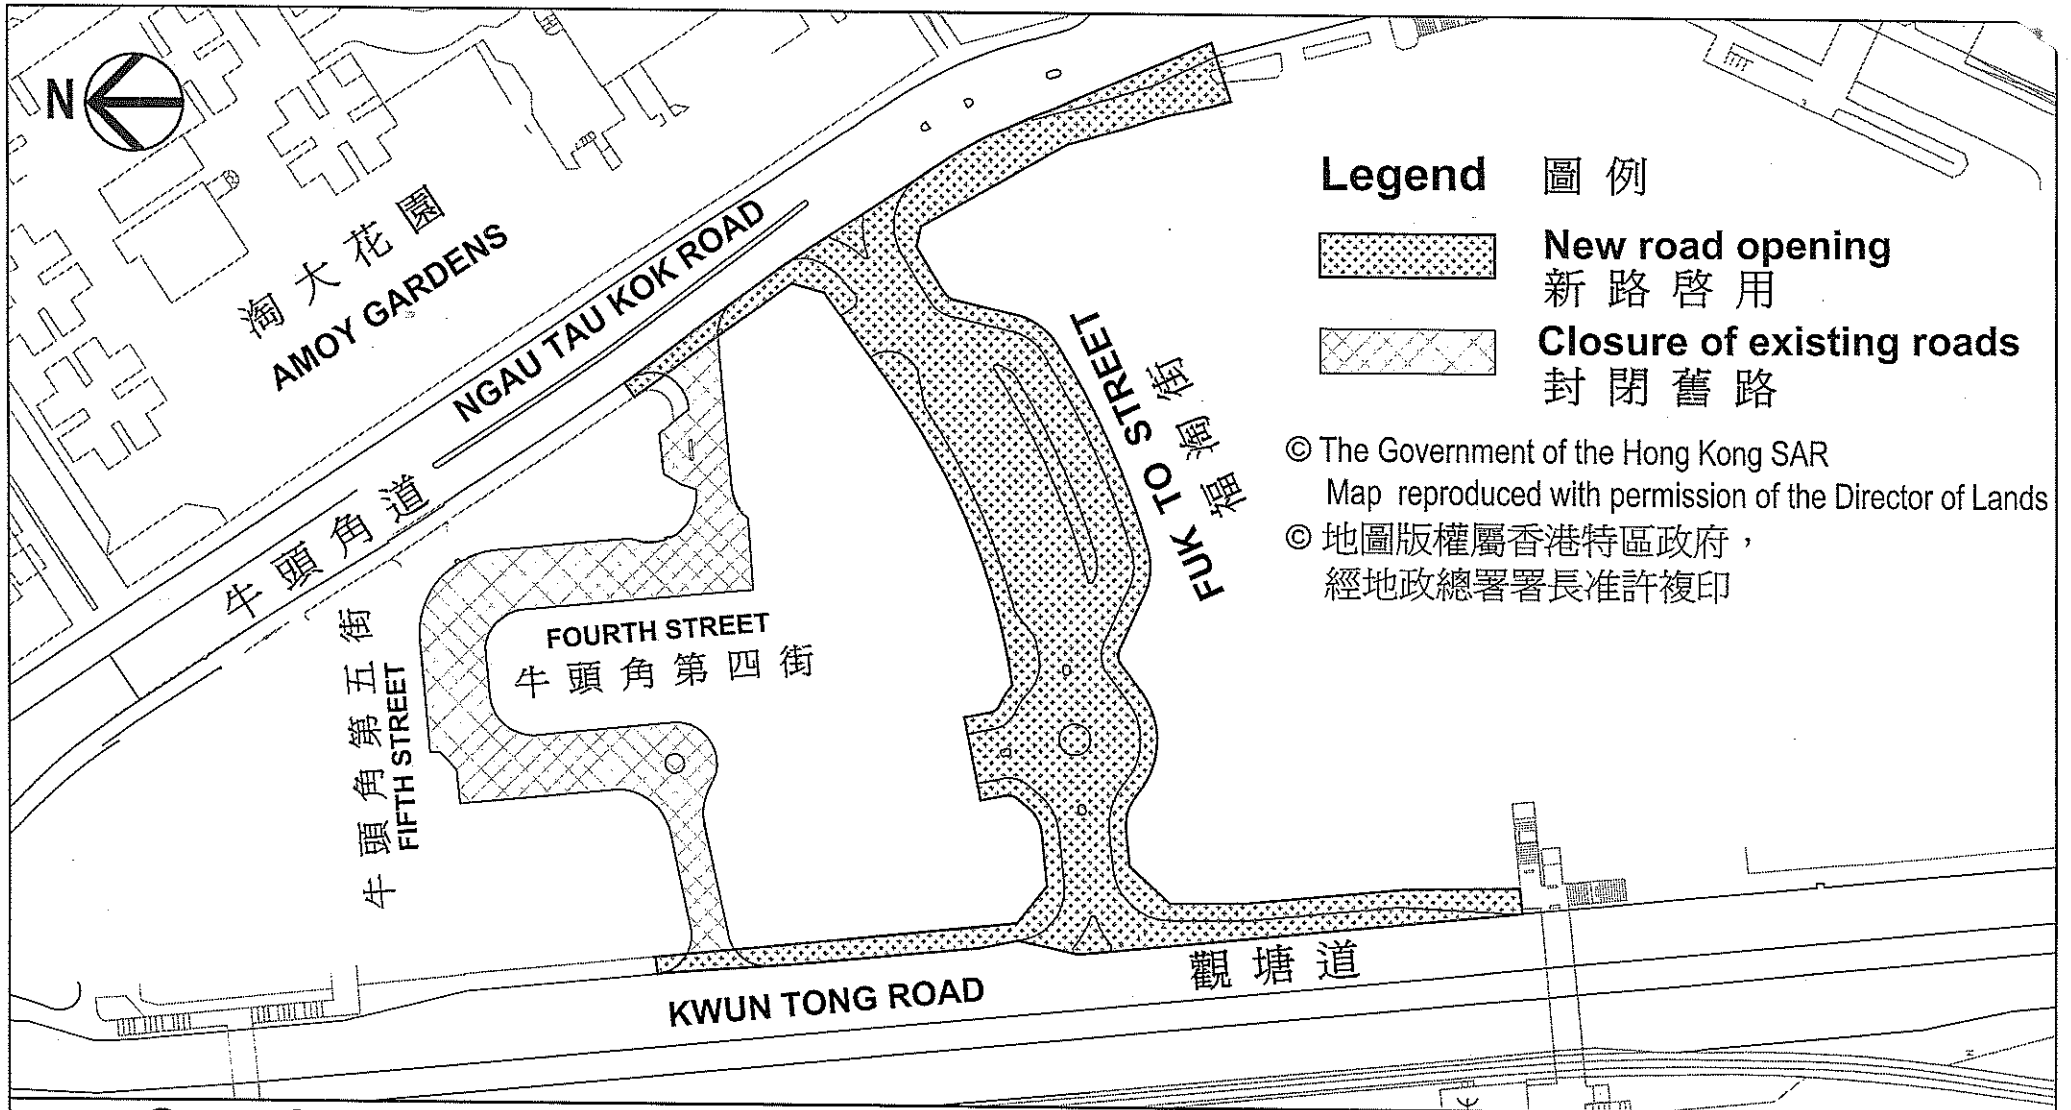 N
淘大花園
AMOY GARDENS
NGAU TAU KOK ROAD
牛頭角道
牛頭角第五街
FIFTH STREET
FOURTH STREET
牛頭角第四街
FUK TO STREET
福淘街
KWUN TONG ROAD
觀塘道
Legend 圖例
New road opening
新路啓用
Closure of existing roads
封閉舊路
© The Government of the Hong Kong SAR
Map reproduced with permission of the Director of Lands
© 地圖版權屬香港特區政府，
經地政總署署長准許複印